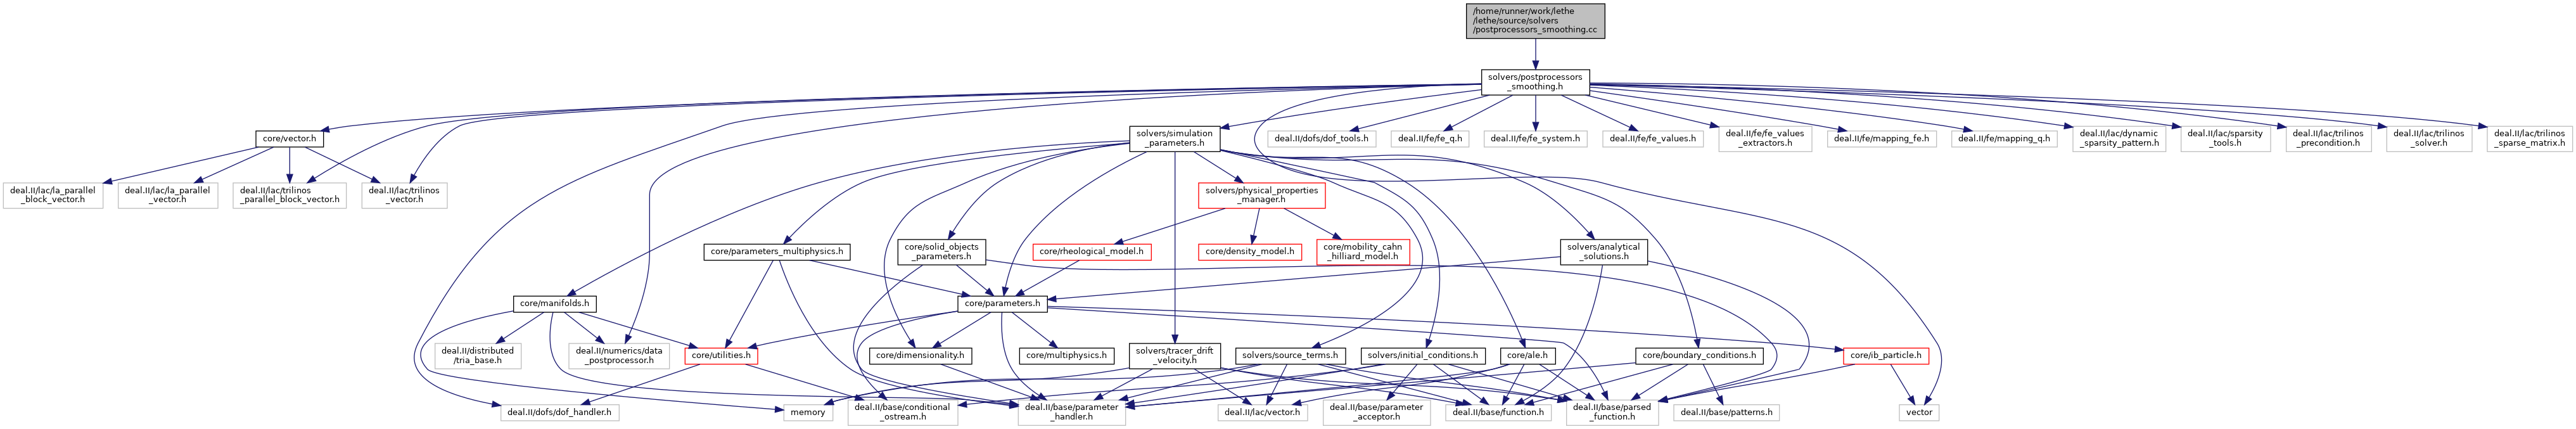 /home/runner/work/lethe
/lethe/source/solvers
/postprocessors_smoothing.cc
solvers/postprocessors
_smoothing.h
core/vector.h
solvers/simulation
_parameters.h
deal.II/dofs/dof_tools.h
deal.II/fe/fe_q.h
deal.II/fe/fe_system.h
deal.II/fe/fe_values.h
deal.II/fe/fe_values
_extractors.h
deal.II/fe/mapping_fe.h
deal.II/fe/mapping_q.h
deal.II/lac/dynamic
_sparsity_pattern.h
deal.II/lac/sparsity
_tools.h
deal.II/lac/trilinos
_precondition.h
deal.II/lac/trilinos
_solver.h
deal.II/lac/trilinos
_sparse_matrix.h
deal.II/lac/la_parallel
_block_vector.h
deal.II/lac/la_parallel
_vector.h
deal.II/lac/trilinos
_parallel_block_vector.h
deal.II/lac/trilinos
_vector.h
solvers/physical_properties
_manager.h
core/parameters_multiphysics.h
core/solid_objects
_parameters.h
core/rheological_model.h
core/density_model.h
core/mobility_cahn
_hilliard_model.h
solvers/analytical
_solutions.h
core/manifolds.h
core/parameters.h
deal.II/distributed
/tria_base.h
deal.II/numerics/data
_postprocessor.h
core/utilities.h
core/dimensionality.h
core/multiphysics.h
solvers/tracer_drift
_velocity.h
solvers/source_terms.h
solvers/initial_conditions.h
core/ale.h
core/boundary_conditions.h
core/ib_particle.h
deal.II/dofs/dof_handler.h
memory
deal.II/base/conditional
_ostream.h
deal.II/base/parameter
_handler.h
deal.II/lac/vector.h
deal.II/base/parameter
_acceptor.h
deal.II/base/function.h
deal.II/base/parsed
_function.h
deal.II/base/patterns.h
vector